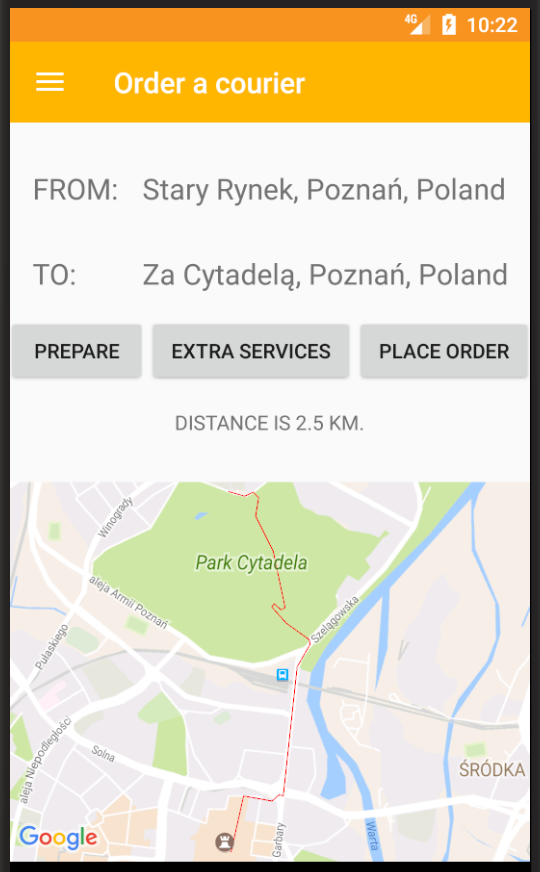 4G 10:22
Order a courier
FROM: Stary Rynek, Poznań, Poland
TO: Za Cytadelą, Poznań, Poland
PREPARE EXTRA SERVICES PLACE ORDER
DISTANCE IS 2.5 KM.
Winogrady
Park Cytadela
aleja Armii Poznań
Szelągowska
Pułaskiego
aleja Niepodległości
Solna
ŚRÓDKA
Garbary
Warta
Google